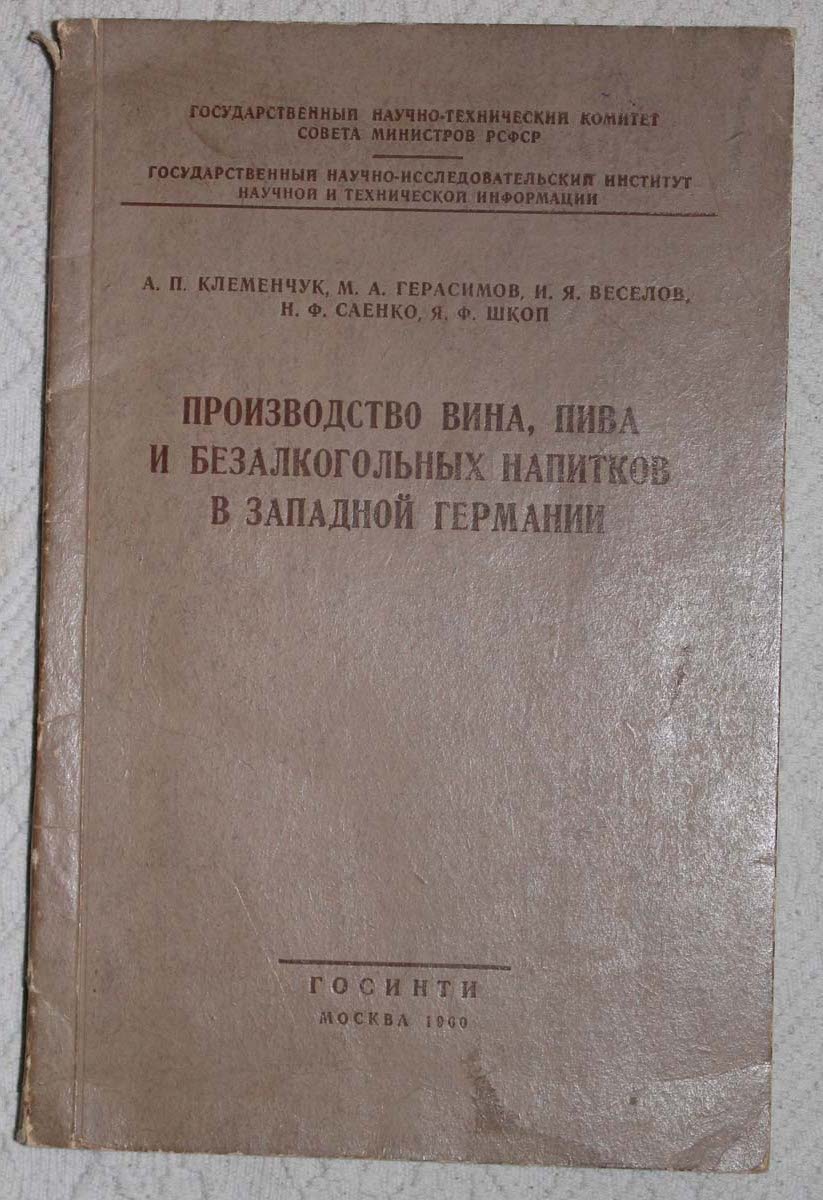 ГОСУДАРСТВЕННЫЙ НАУЧНО-ТЕХНИЧЕСКИЙ КОМИТЕТ
СОВЕТА МИНИСТРОВ РСФСР
ГОСУДАРСТВЕННЫЙ НАУЧНО-ИССЛЕДОВАТЕЛЬСКИЙ ИНСТИТУТ
НАУЧНОЙ И ТЕХНИЧЕСКОЙ ИНФОРМАЦИИ
А. П. КЛЕМЕНЧУК, М. А. ГЕРАСИМОВ, И. Я. ВЕСЕЛОВ,
Н. Ф. САЕНКО, Я. Ф. ШКОП
ПРОИЗВОДСТВО ВИНА, ПИВА
И БЕЗАЛКОГОЛЬНЫХ НАПИТКОВ
В ЗАПАДНОЙ ГЕРМАНИИ
ГОСИНТИ
МОСКВА 1960